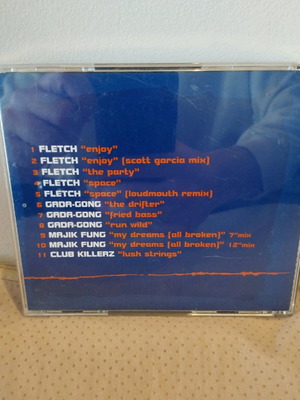 1 FLETCH "enjoy"
2 FLETCH "enjoy" (scott garcia mix)
3 FLETCH "the party"
4 FLETCH "space"
5 FLETCH "space" (loudmouth remix)
6 GADA-GONG "the drifter"
7 GADA-GONG "fried bass"
8 GADA-GONG "run wild"
9 MAJIK FUNG "my dreams (all broken)" 7"mix
10 MAJIK FUNG "my dreams (all broken)" 12"mix
11 CLUB KILLERZ "lush strings"